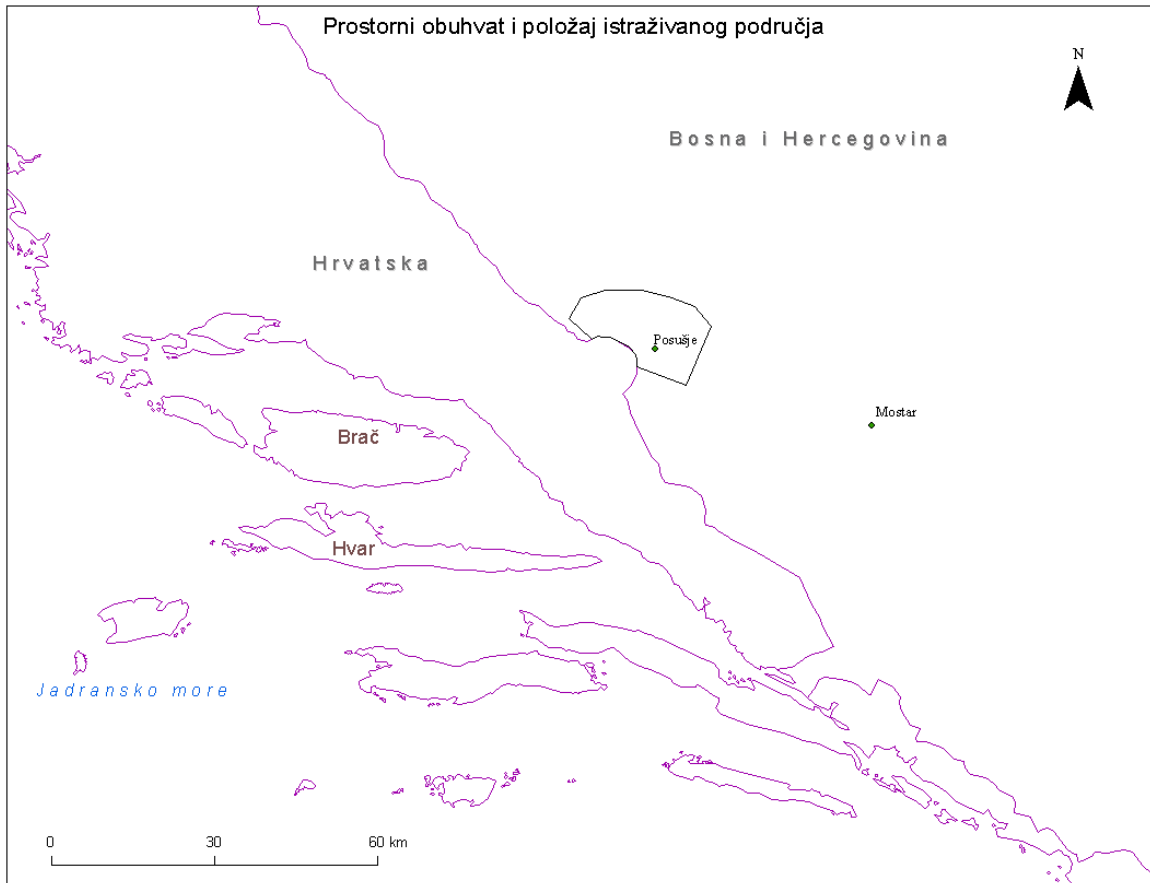 Prostorni obuhvat i položaj istraživanog područja
N
Bosna i Hercegovina
Hrvatska
Posušje
Mostar
Brač
Hvar
Jadransko more
0 30 60 km